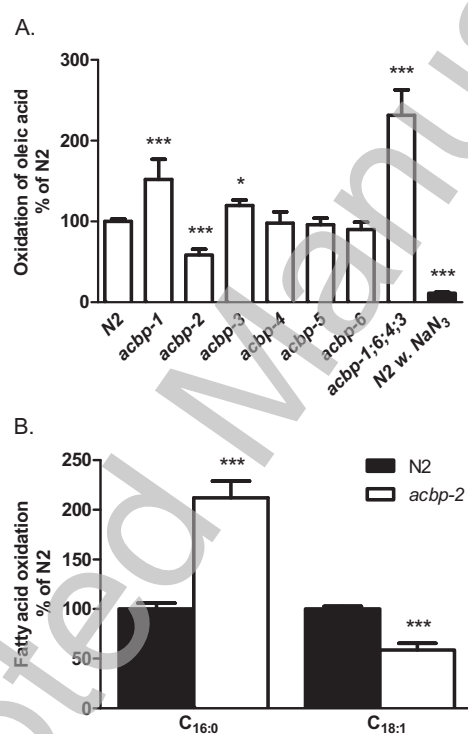 A.
300
200
100
0
Oxidation of oleic acid
% of N2
***
***
*
***
***
N2
acbp-1
acbp-2
acbp-3
acbp-4
acbp-5
acbp-6
acbp-1;6;4;3
N2 w. NaN3
B.
250
200
150
100
50
0
Fatty acid oxidation
% of N2
***
***
N2
acbp-2
C16:0
C18:1